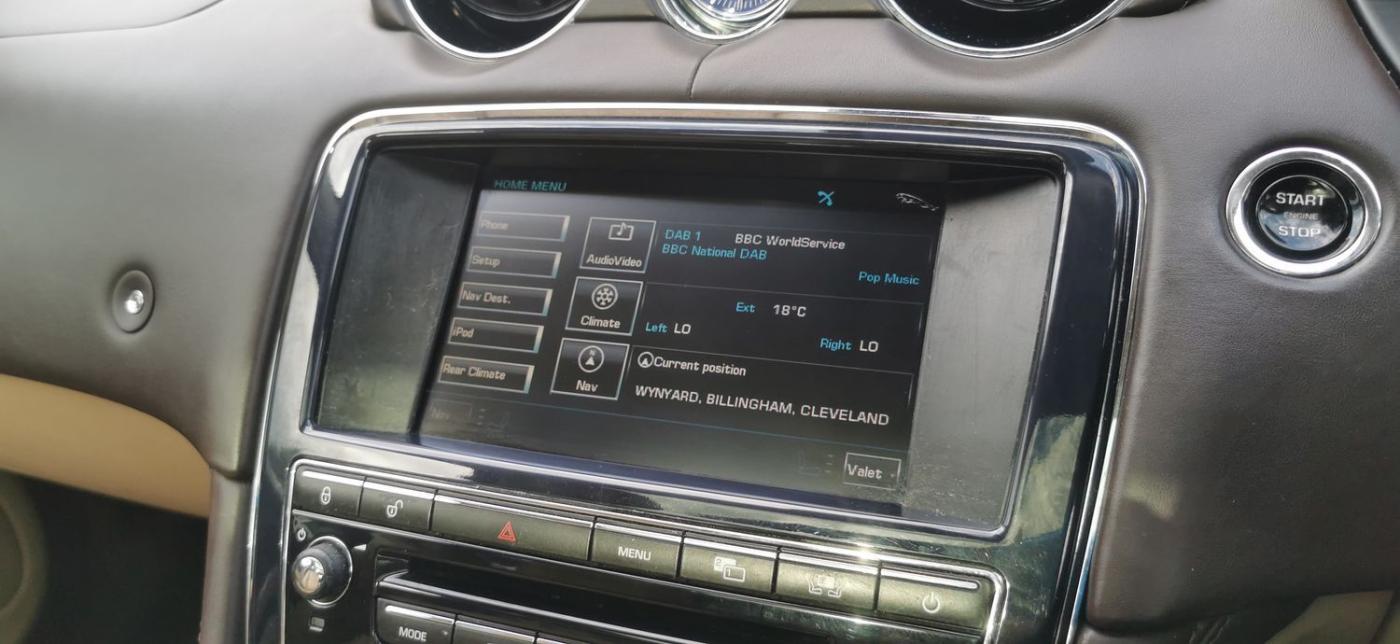 HOME MENU
Phone
Setup
Nav Dest.
iPod
Rear Climate
AudioVideo
DAB 1 BBC WorldService
BBC National DAB
Pop Music
Climate
Ext 18°C
Left LO
Right LO
N
Nav
Current position
WYNYARD, BILLINGHAM, CLEVELAND
Valet
START
ENGINE
STOP
MENU
MODE